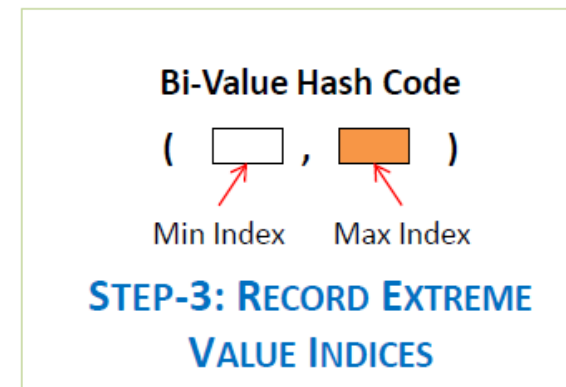 Bi-Value Hash Code
( , )
Min Index Max Index
STEP-3: RECORD EXTREME
VALUE INDICES